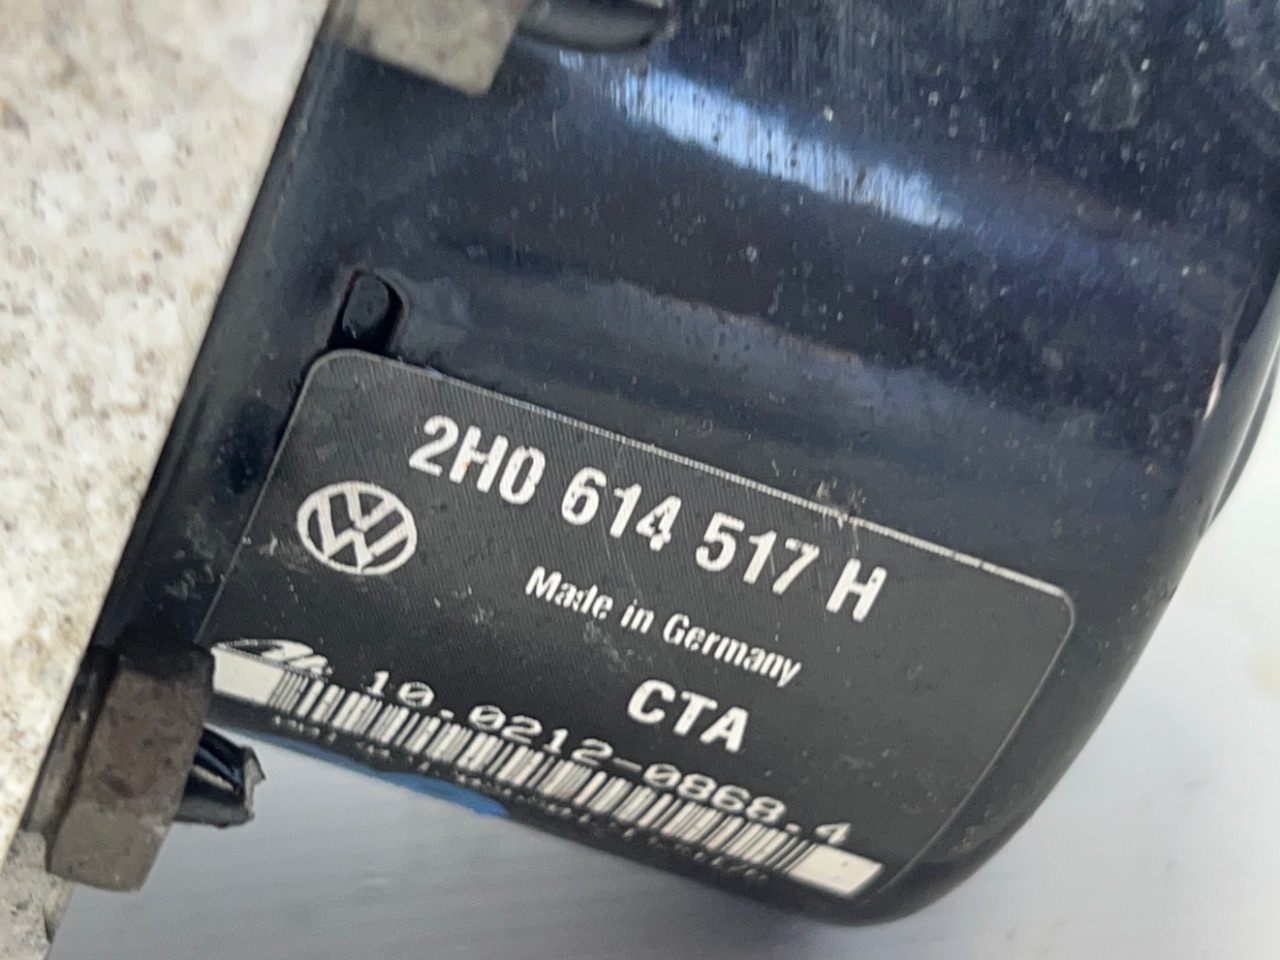 2H0 614 517 H
Made in Germany
CTA
10.0212-0868.4